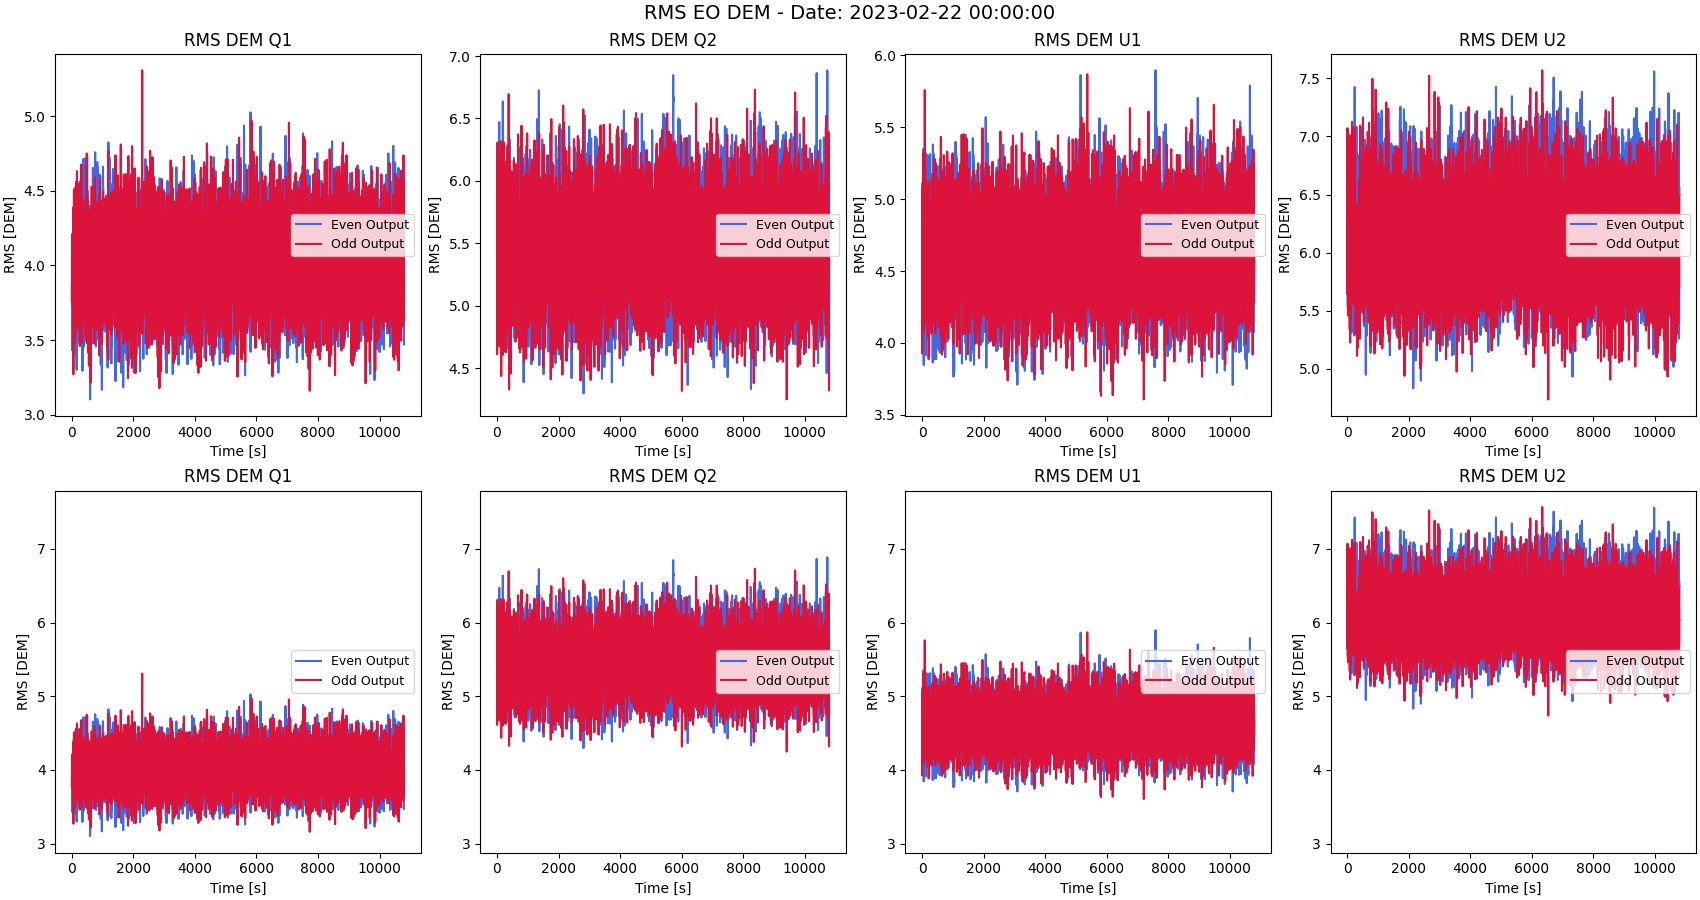 RMS EO DEM - Date: 2023-02-22 00:00:00
RMS DEM Q1
RMS [DEM]
5.0
4.5
4.0
3.5
3.0
Even Output
Odd Output
0 2000 4000 6000 8000 10000
Time [s]
RMS DEM Q2
RMS [DEM]
7.0
6.5
6.0
5.5
5.0
4.5
Even Output
Odd Output
0 2000 4000 6000 8000 10000
Time [s]
RMS DEM U1
RMS [DEM]
6.0
5.5
5.0
4.5
4.0
3.5
Even Output
Odd Output
0 2000 4000 6000 8000 10000
Time [s]
RMS DEM U2
RMS [DEM]
7.5
7.0
6.5
6.0
5.5
5.0
Even Output
Odd Output
0 2000 4000 6000 8000 10000
Time [s]
RMS DEM Q1
RMS [DEM]
7
6
5
4
3
Even Output
Odd Output
0 2000 4000 6000 8000 10000
Time [s]
RMS DEM Q2
RMS [DEM]
7
6
5
4
3
Even Output
Odd Output
0 2000 4000 6000 8000 10000
Time [s]
RMS DEM U1
RMS [DEM]
7
6
5
4
3
Even Output
Odd Output
0 2000 4000 6000 8000 10000
Time [s]
RMS DEM U2
RMS [DEM]
7
6
5
4
3
Even Output
Odd Output
0 2000 4000 6000 8000 10000
Time [s]